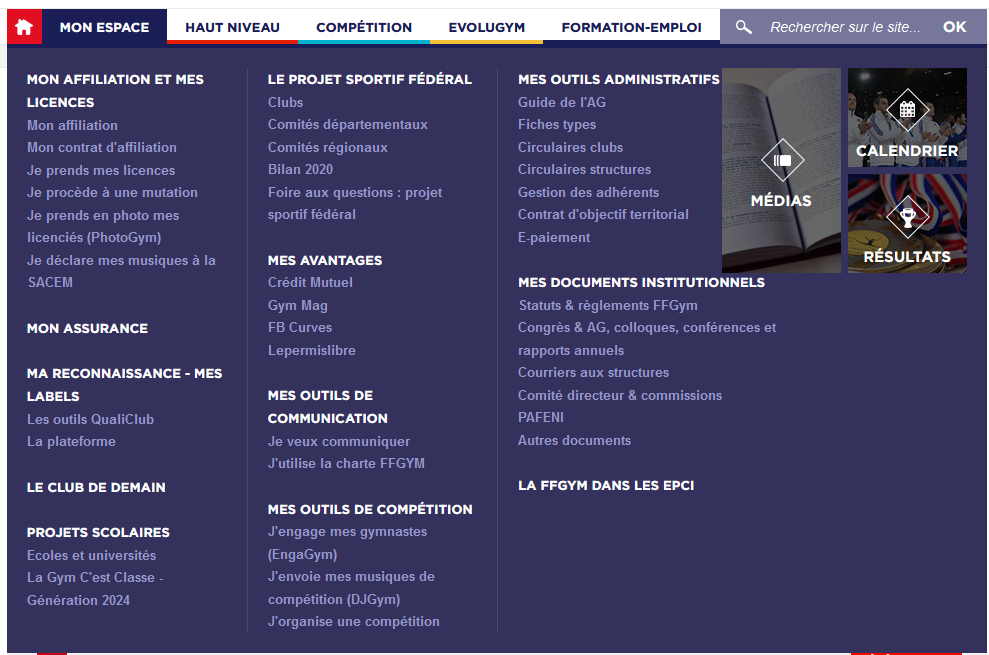 MON ESPACE
HAUT NIVEAU
COMPÉTITION
EVOLUGYM
FORMATION-EMPLOI
Rechercher sur le site...
OK
MON AFFILIATION ET MES
LICENCES
Mon affiliation
Mon contrat d'affiliation
Je prends mes licences
Je procède à une mutation
Je prends en photo mes
licenciés (PhotoGym)
Je déclare mes musiques à la
SACEM
MON ASSURANCE
MA RECONNAISSANCE - MES
LABELS
Les outils QualiClub
La plateforme
LE CLUB DE DEMAIN
PROJETS SCOLAIRES
Ecoles et universités
La Gym C'est Classe -
Génération 2024
LE PROJET SPORTIF FÉDÉRAL
Clubs
Comités départementaux
Comités régionaux
Bilan 2020
Foire aux questions : projet
sportif fédéral
MES AVANTAGES
Crédit Mutuel
Gym Mag
FB Curves
Lepermislibre
MES OUTILS DE
COMMUNICATION
Je veux communiquer
J'utilise la charte FFGYM
MES OUTILS DE COMPÉTITION
J'engage mes gymnastes
(EngaGym)
J'envoie mes musiques de
compétition (DJGym)
J'organise une compétition
MES OUTILS ADMINISTRATIFS
Guide de l'AG
Fiches types
Circulaires clubs
Circulaires structures
Gestion des adhérents
Contrat d'objectif territorial
E-paiement
MES DOCUMENTS INSTITUTIONNELS
Statuts & règlements FFGym
Congrès & AG, colloques, conférences et
rapports annuels
Courriers aux structures
Comité directeur & commissions
PAFENI
Autres documents
LA FFGYM DANS LES EPCI
MÉDIAS
CALENDRIER
RÉSULTATS